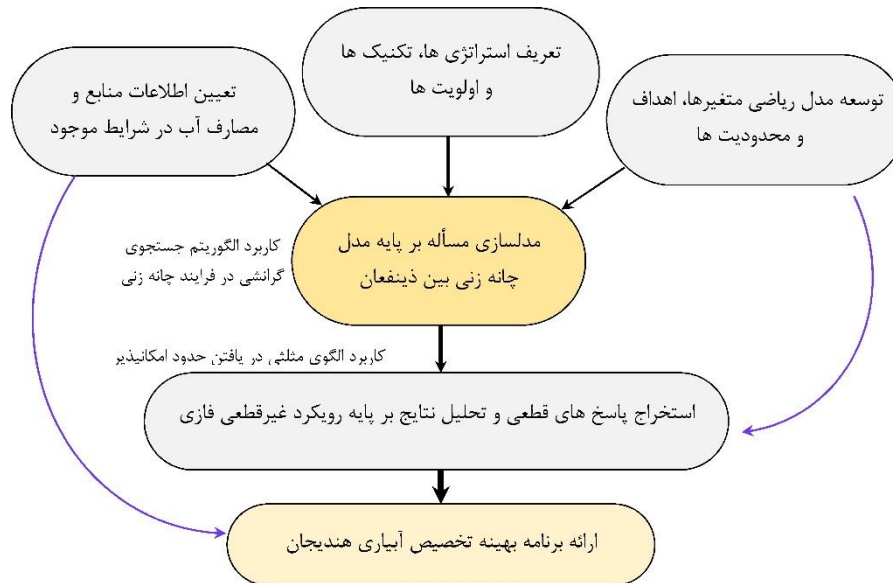 تعریف استراتژی ها، تکنیک ها
و اولویت ها
توسعه مدل ریاضی متغیرها، اهداف
و محدودیت ها
تعیین اطلاعات منابع و
مصارف آب در شرایط موجود
مدلسازی مسأله بر پایه مدل
چانه زنی بین ذینفعان
کاربرد الگوریتم جستجوی
گرانشی در فرایند چانه زنی
کاربرد الگوی مثلثی در یافتن حدود امکانپذیر
استخراج پاسخ های قطعی و تحلیل نتایج بر پایه رویکرد غیرقطعی فازی
ارائه برنامه بهینه تخصیص آبیاری هندیجان